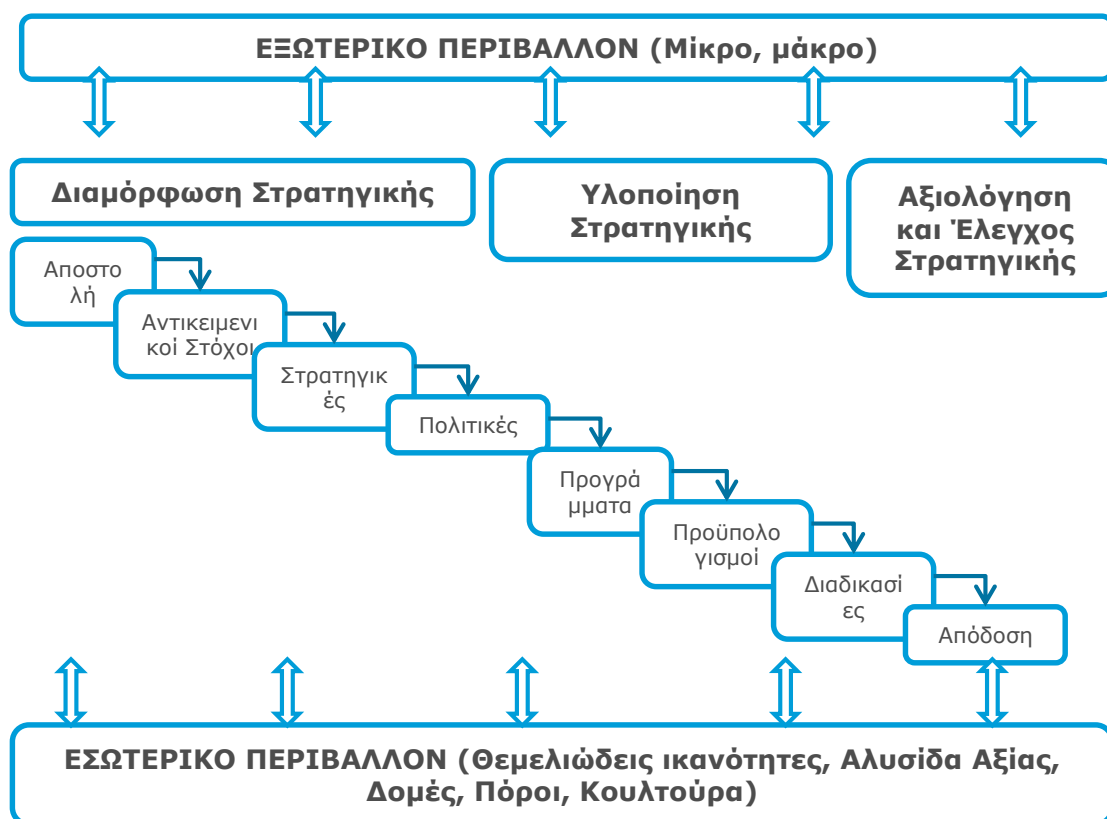 ΕΞΩΤΕΡΙΚΟ ΠΕΡΙΒΑΛΛΟΝ (Μίκρο, μάκρο)
Διαμόρφωση Στρατηγικής
Υλοποίηση
Στρατηγικής
Αξιολόγηση
και Έλεγχος
Στρατηγικής
Αποστο
λή
Αντικειμενι
κοί Στόχοι
Στρατηγικ
ές
Πολιτικές
Προγρά
μματα
Προϋπολο
γισμοί
Διαδικασί
ες
Απόδοση
ΕΣΩΤΕΡΙΚΟ ΠΕΡΙΒΑΛΛΟΝ (Θεμελιώδεις ικανότητες, Αλυσίδα Αξίας,
Δομές, Πόροι, Κουλτούρα)